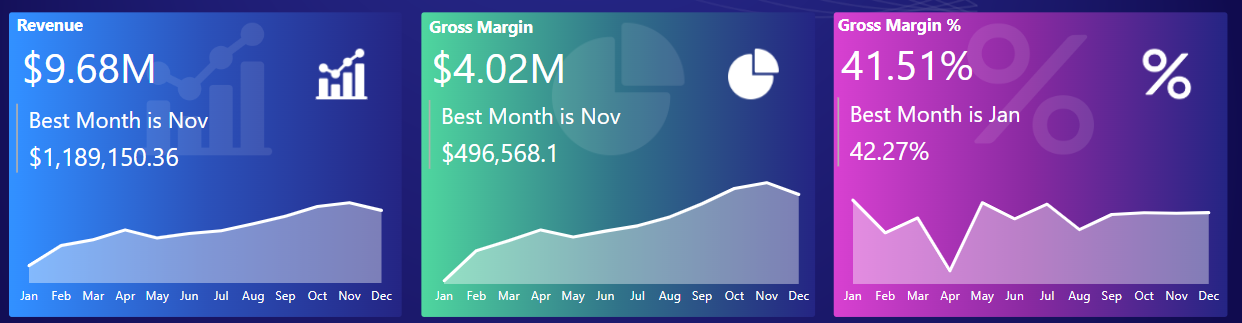 Revenue
$9.68M
Best Month is Nov
$1,189,150.36
Jan Feb Mar Apr May Jun Jul Aug Sep Oct Nov Dec
Gross Margin
$4.02M
Best Month is Nov
$496,568.1
Jan Feb Mar Apr May Jun Jul Aug Sep Oct Nov Dec
Gross Margin %
41.51%
%
Best Month is Jan
42.27%
Jan Feb Mar Apr May Jun Jul Aug Sep Oct Nov Dec